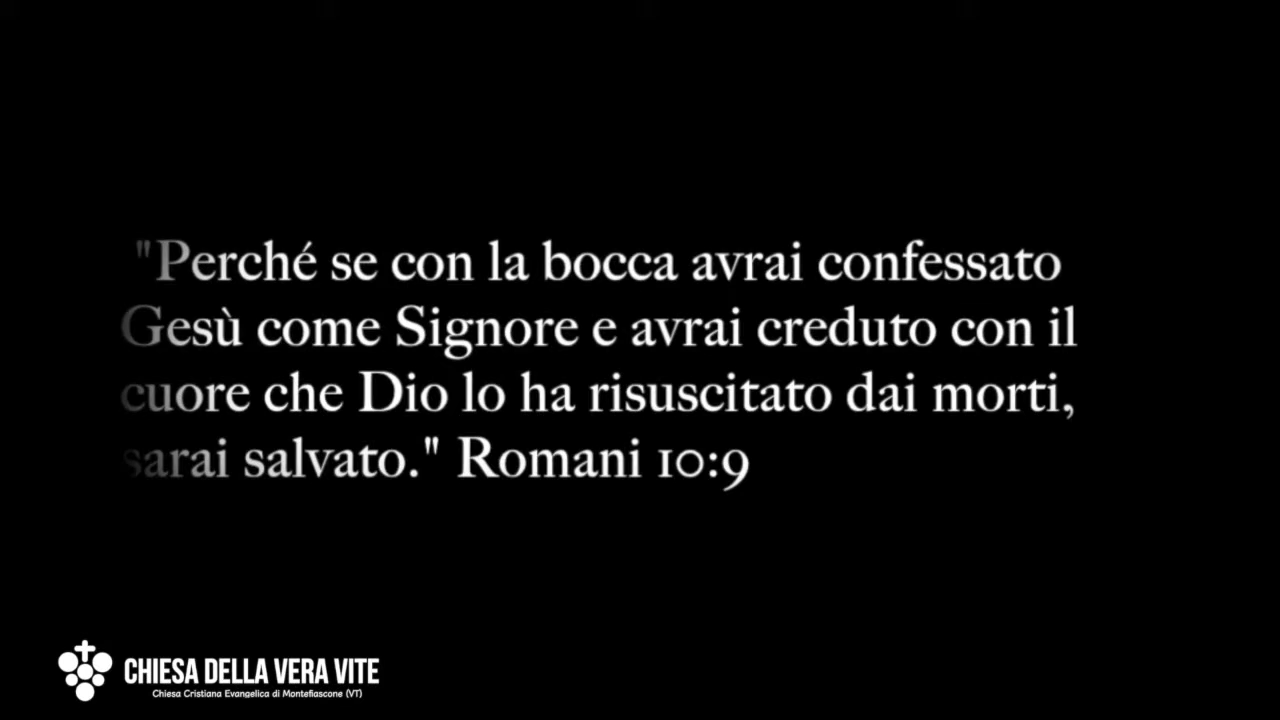 "Perché se con la bocca avrai confessato
Gesù come Signore e avrai creduto con il
cuore che Dio lo ha risuscitato dai morti,
sarai salvato." Romani 10:9
CHIESA DELLA VERA VITE
Chiesa Cristiana Evangelica di Montefiascone (VT)